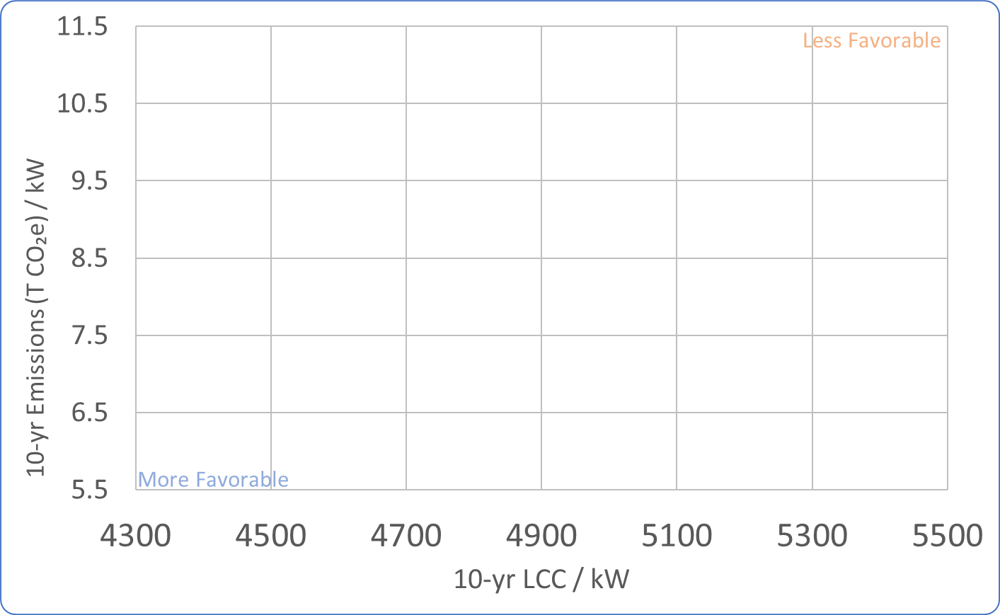 11.5
Less Favorable
10.5
9.5
8.5
7.5
6.5
5.5
10-yr Emissions (T CO₂e) / kW
More Favorable
4300 4500 4700 4900 5100 5300 5500
10-yr LCC / kW